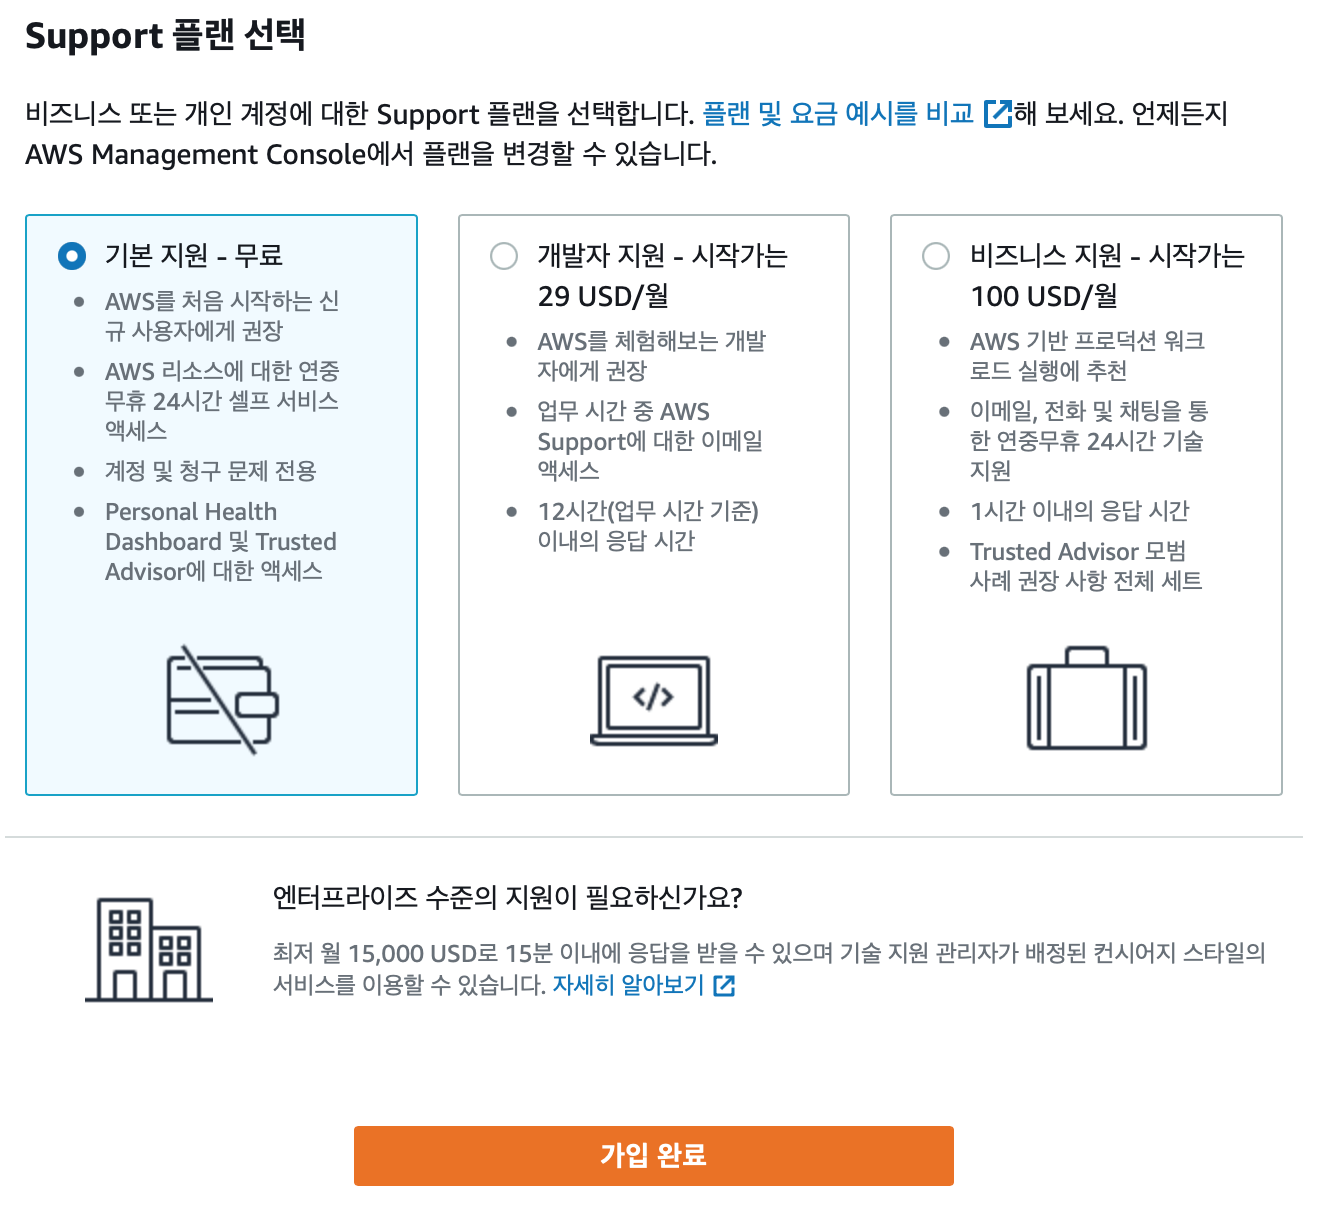 Support 플랜 선택
비즈니스 또는 개인 계정에 대한 Support 플랜을 선택합니다. 플랜 및 요금 예시를 비교 해 보세요. 언제든지
AWS Management Console에서 플랜을 변경할 수 있습니다.
기본 지원 - 무료
AWS를 처음 시작하는 신
규 사용자에게 권장
AWS 리소스에 대한 연중
무휴 24시간 셀프 서비스
액세스
계정 및 청구 문제 전용
Personal Health
Dashboard 및 Trusted
Advisor에 대한 액세스
개발자 지원 - 시작가는
29 USD/월
AWS를 체험해보는 개발
자에게 권장
업무 시간 중 AWS
Support에 대한 이메일
액세스
12시간(업무 시간 기준)
이내의 응답 시간
</>
비즈니스 지원 - 시작가는
100 USD/월
AWS 기반 프로덕션 워크
로드 실행에 추천
이메일, 전화 및 채팅을 통
한 연중무휴 24시간 기술
지원
1시간 이내의 응답 시간
Trusted Advisor 모범
사례 권장 사항 전체 세트
엔터프라이즈 수준의 지원이 필요하신가요?
최저 월 15,000 USD로 15분 이내에 응답을 받을 수 있으며 기술 지원 관리자가 배정된 컨시어지 스타일의
서비스를 이용할 수 있습니다. 자세히 알아보기
가입 완료